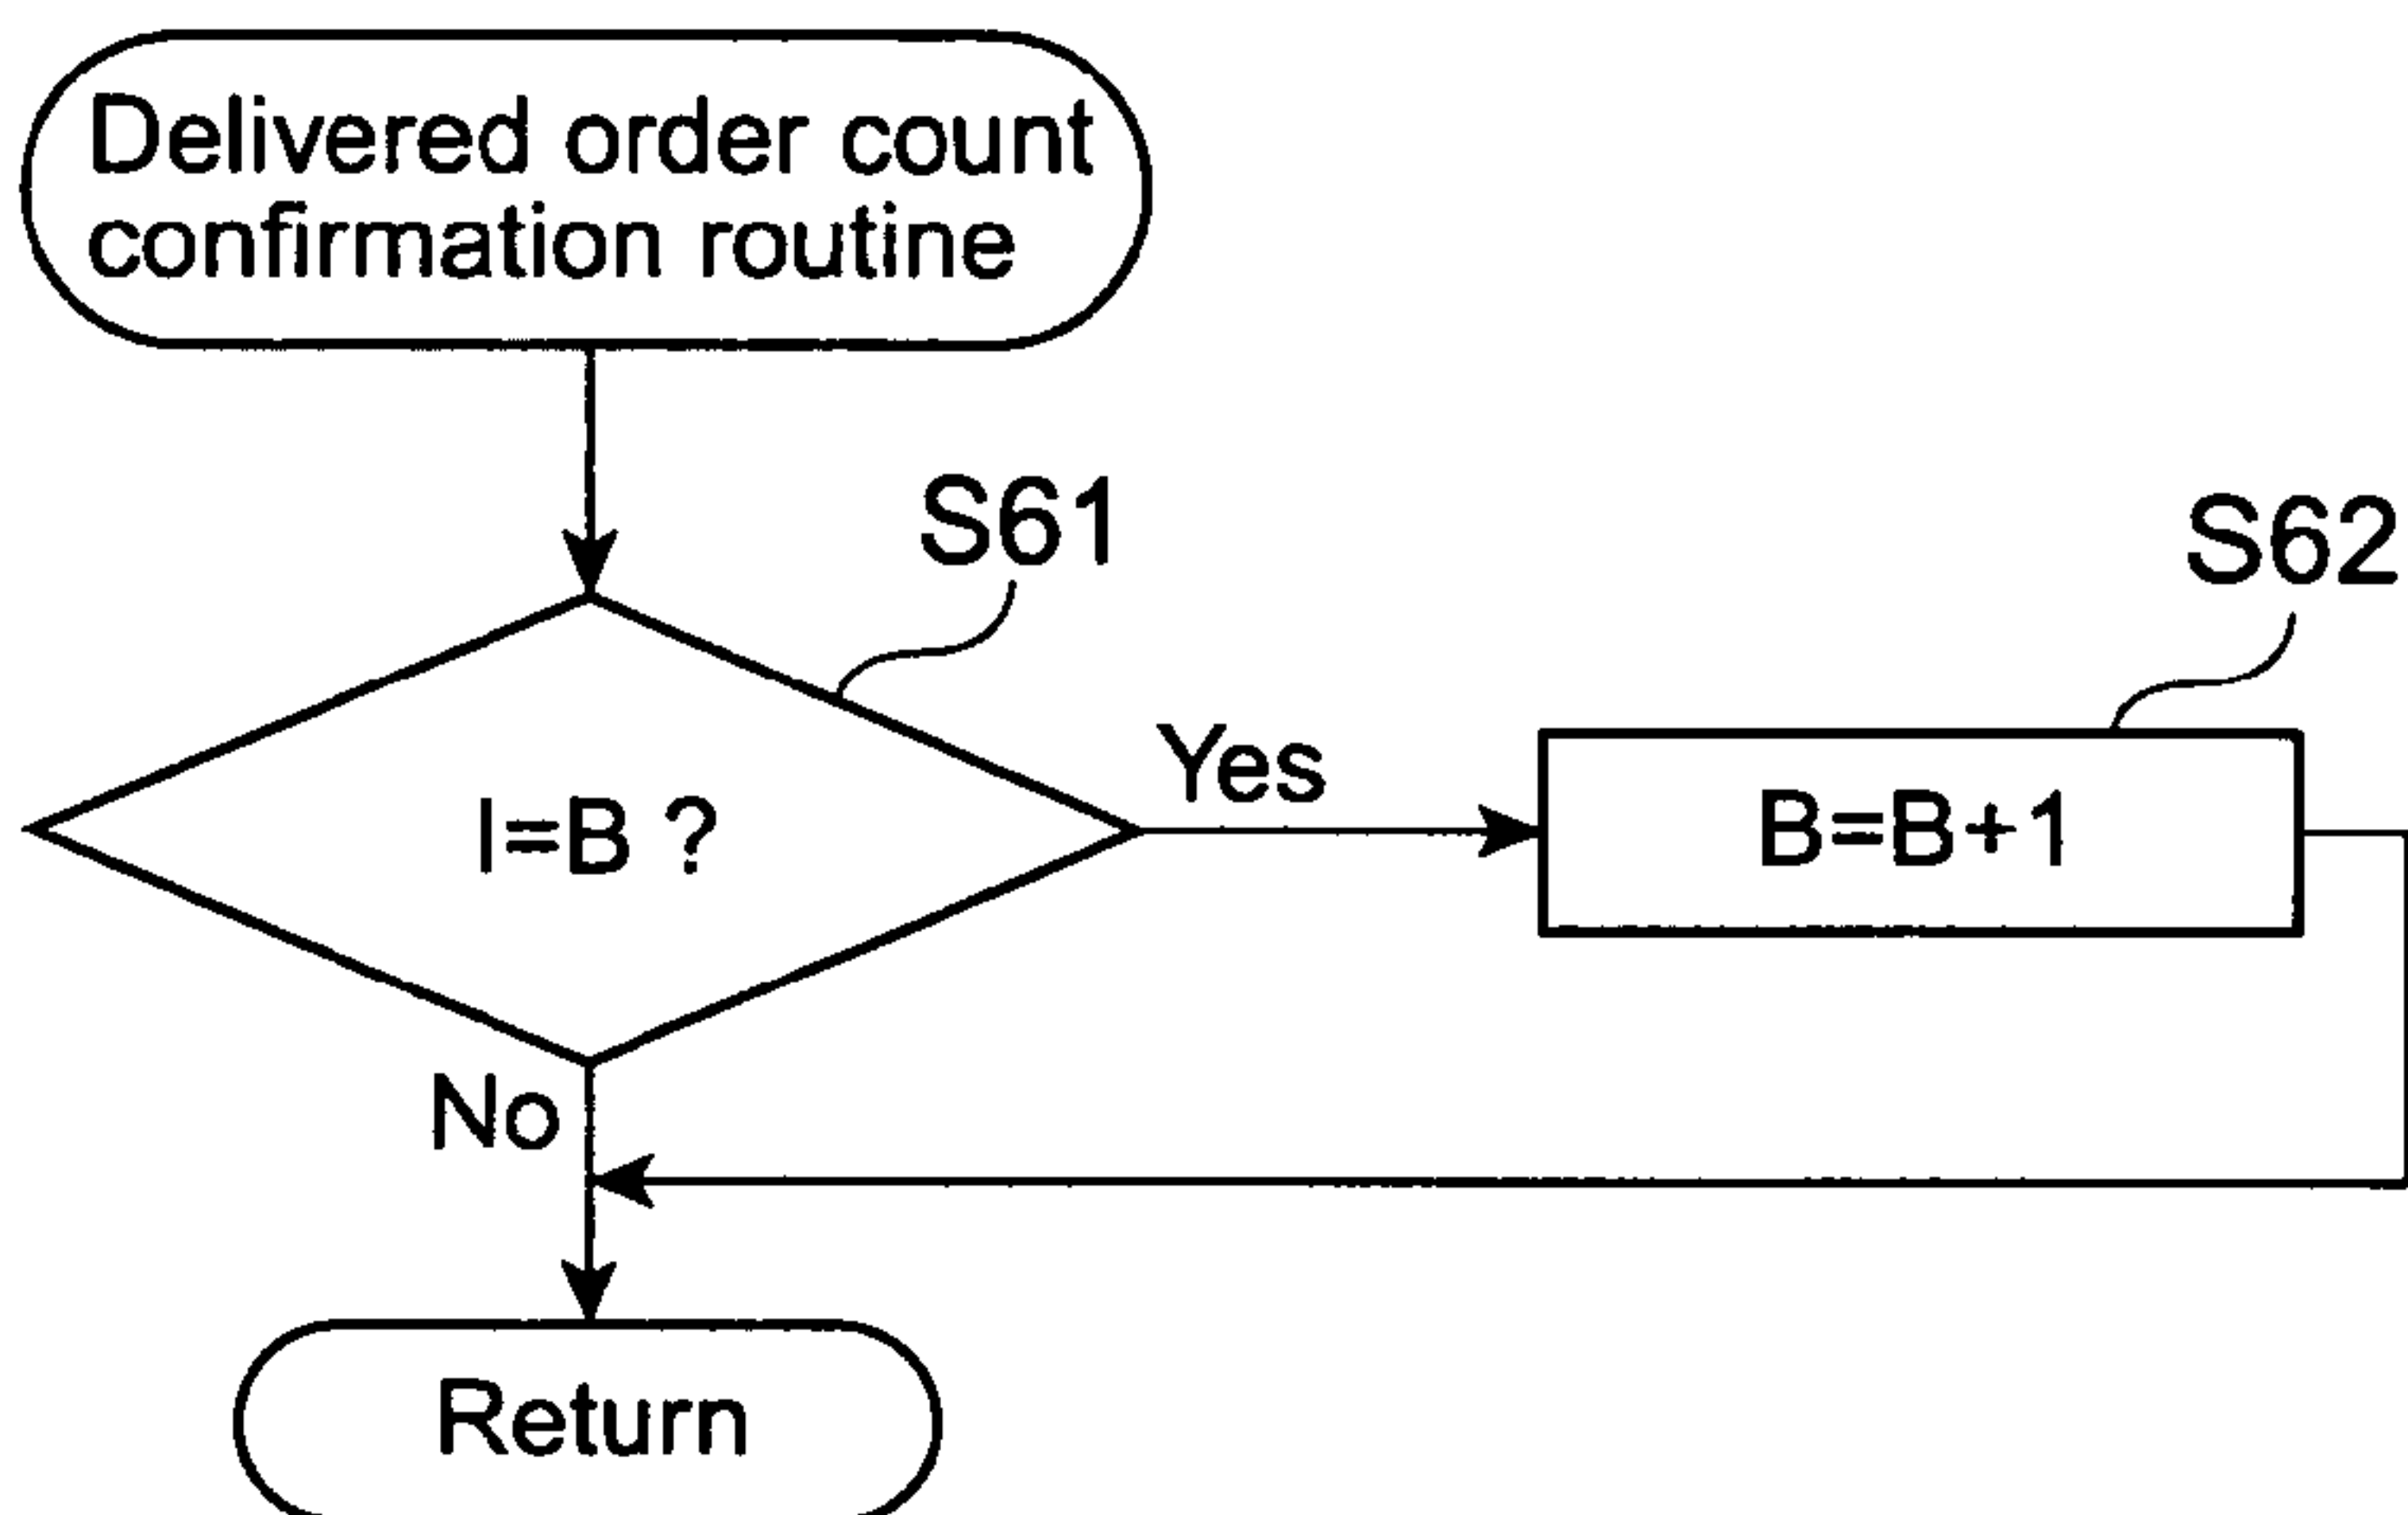 Delivered order count
confirmation routine
S61
S62
I=B ?
Yes
B=B+1
No
Return